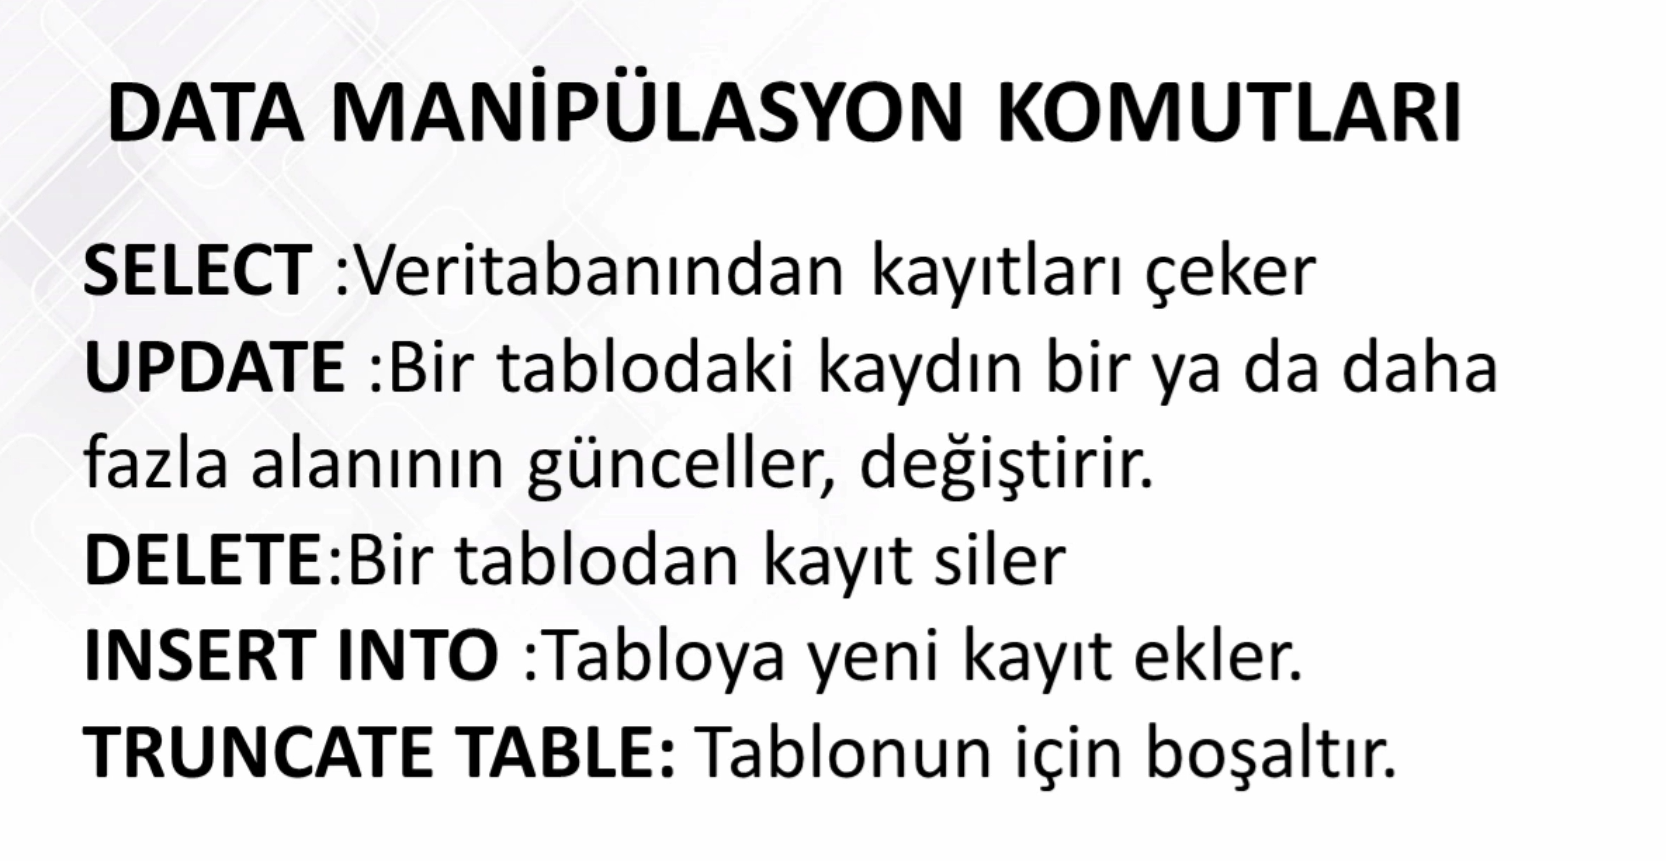 DATA MANİPÜLASYON KOMUTLARI
SELECT :Veritabanından kayıtları çeker
UPDATE :Bir tablodaki kaydın bir ya da daha
fazla alanının günceller, değiştirir.
DELETE:Bir tablodan kayıt siler
INSERT INTO :Tabloya yeni kayıt ekler.
TRUNCATE TABLE: Tablonun için boşaltır.